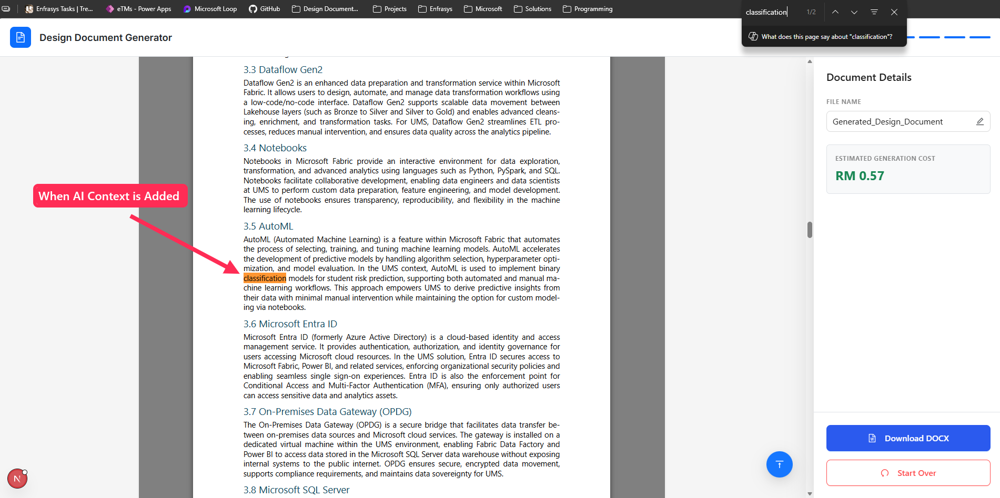 Enfrasys Tasks | Tre...
eTMs - Power Apps
Microsoft Loop
GitHub
Design Document...
Projects
Enfrasys
Microsoft
Solutions
Programming
classification
1/2
What does this page say about "classification"?
Design Document Generator
3.3 Dataflow Gen2
Dataflow Gen2 is an enhanced data preparation and transformation service within Microsoft
Fabric. It allows users to design, automate, and manage data transformation workflows using
a low-code/no-code interface. Dataflow Gen2 supports scalable data movement between
Lakehouse layers (such as Bronze to Silver and Silver to Gold) and enables advanced cleans-
ing, enrichment, and transformation tasks. For UMS, Dataflow Gen2 streamlines ETL pro-
cesses, reduces manual intervention, and ensures data quality across the analytics pipeline.
3.4 Notebooks
Notebooks in Microsoft Fabric provide an interactive environment for data exploration,
transformation, and advanced analytics using languages such as Python, PySpark, and SQL.
Notebooks facilitate collaborative development, enabling data engineers and data scientists
at UMS to perform custom data preparation, feature engineering, and model development.
The use of notebooks ensures transparency, reproducibility, and flexibility in the machine
learning lifecycle.
When AI Context is Added
3.5 AutoML
AutoML (Automated Machine Learning) is a feature within Microsoft Fabric that automates
the process of selecting, training, and tuning machine learning models. AutoML accelerates
the development of predictive models by handling algorithm selection, hyperparameter opti-
mization, and model evaluation. In the UMS context, AutoML is used to implement binary
classification models for student risk prediction, supporting both automated and manual ma-
chine learning workflows. This approach empowers UMS to derive predictive insights from
their data with minimal manual intervention while maintaining the option for custom model-
ing via notebooks.
3.6 Microsoft Entra ID
Microsoft Entra ID (formerly Azure Active Directory) is a cloud-based identity and access
management service. It provides authentication, authorization, and identity governance for
users accessing Microsoft cloud resources. In the UMS solution, Entra ID secures access to
Microsoft Fabric, Power BI, and related services, enforcing organizational security policies and
enabling seamless single sign-on experiences. Entra ID is also the enforcement point for
Conditional Access and Multi-Factor Authentication (MFA), ensuring only authorized users
can access sensitive data and analytics assets.
3.7 On-Premises Data Gateway (OPDG)
The On-Premises Data Gateway (OPDG) is a secure bridge that facilitates data transfer be-
tween on-premises data sources and Microsoft cloud services. The gateway is installed on a
dedicated virtual machine within the UMS environment, enabling Fabric Data Factory and
Power BI to access data stored in the Microsoft SQL Server data warehouse without exposing
internal systems to the public internet. OPDG ensures secure, encrypted data movement,
supports compliance requirements, and maintains data sovereignty for UMS.
3.8 Microsoft SQL Server
Document Details
FILE NAME
Generated_Design_Document
ESTIMATED GENERATION COST
RM 0.57
Download DOCX
Start Over
N